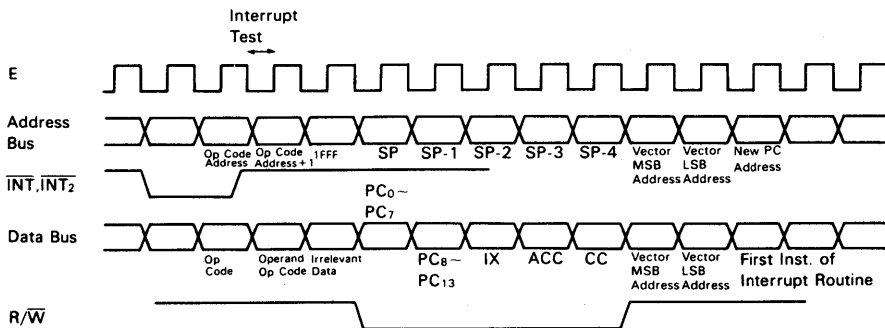 Interrupt
Test
E
Address
Bus
Op Code
Address
Op Code
Address+1
1FFF
SP
SP-1
SP-2
SP-3
SP-4
Vector
MSB
Address
Vector
LSB
Address
New PC
Address
INT, INT2
PC0~
PC7
Data Bus
Op
Code
Operand
Op Code
Irrelevant
Data
PC8~
PC13
IX
ACC
CC
Vector
MSB
Address
Vector
LSB
Address
First Inst. of
Interrupt Routine
R/W